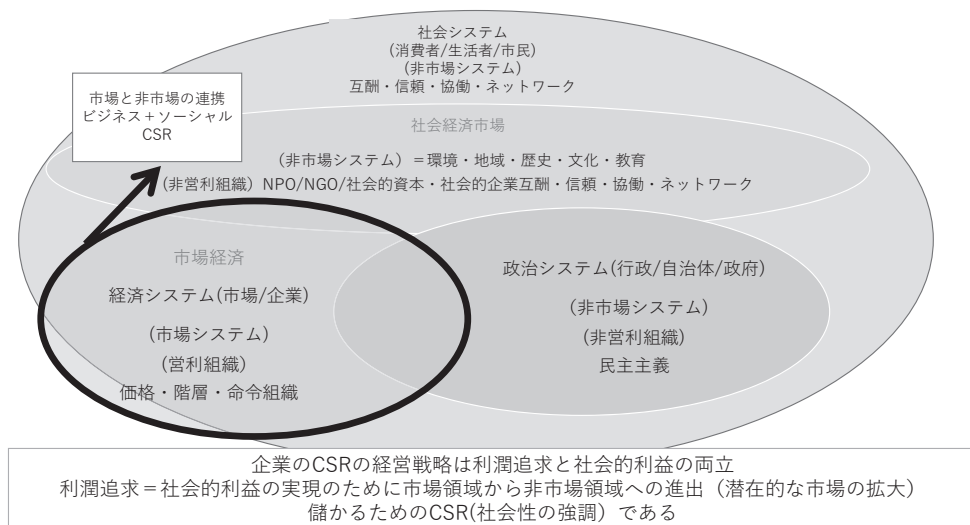 社会システム
(消費者/生活者/市民)
(非市場システム)
互酬・信頼・協働・ネットワーク
市場と非市場の連携
ビジネス＋ソーシャル
CSR
社会経済市場
(非市場システム）＝環境・地域・歴史・文化・教育
(非営利組織）NPO/NGO/社会的資本・社会的企業互酬・信頼・協働・ネットワーク
市場経済
経済システム(市場/企業)
(市場システム)
(営利組織)
価格・階層・命令組織
政治システム(行政/自治体/政府)
(非市場システム)
(非営利組織)
民主主義
企業のCSRの経営戦略は利潤追求と社会的利益の両立
利潤追求＝社会的利益の実現のために市場領域から非市場領域への進出（潜在的な市場の拡大）
儲かるためのCSR(社会性の強調）である